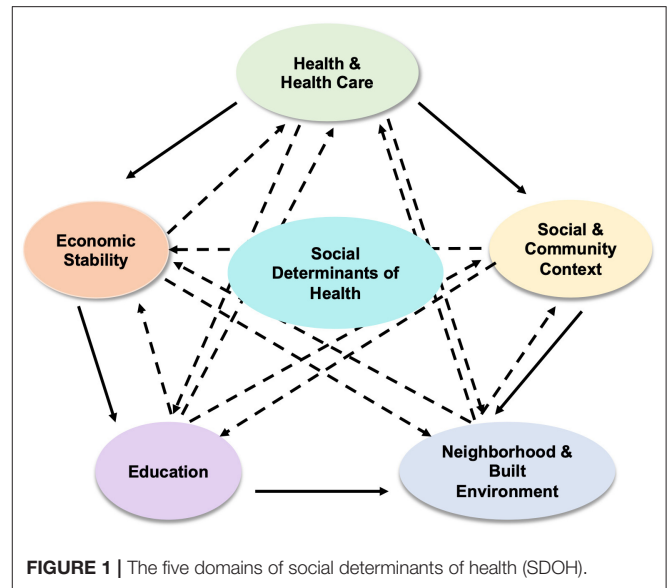 Health &
Health Care
Economic
Stability
Social
Determinants of
Health
Social &
Community
Context
Education
Neighborhood &
Built
Environment
FIGURE 1 | The five domains of social determinants of health (SDOH).